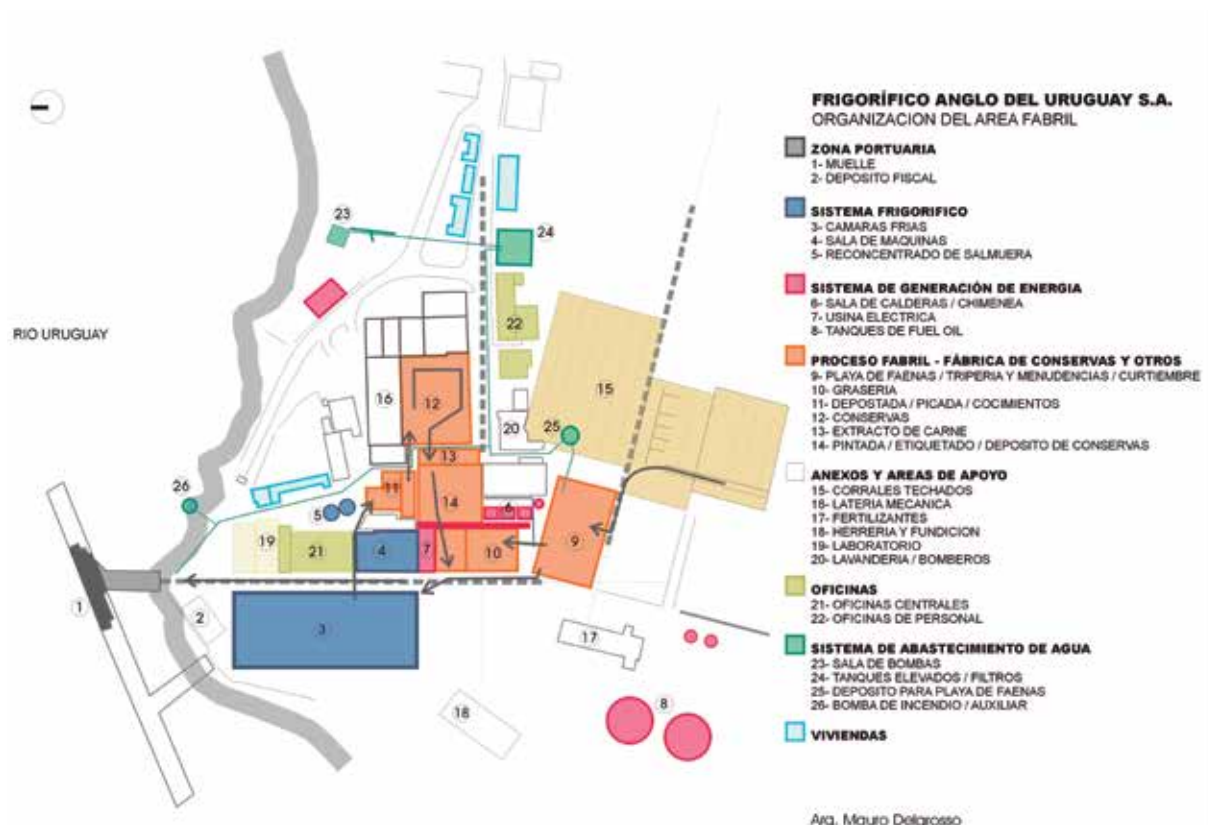 FRIGORÍFICO ANGLO DEL URUGUAY S.A.
ORGANIZACION DEL AREA FABRIL
ZONA PORTUARIA
1- MUELLE
2- DEPOSITO FISCAL
SISTEMA FRIGORIFICO
3- CAMARAS FRIAS
4- SALA DE MAQUINAS
5- RECONCENTRADO DE SALMUERA
SISTEMA DE GENERACIÓN DE ENERGIA
6- SALA DE CALDERAS / CHIMENEA
7- USINA ELECTRICA
8- TANQUES DE FUEL OIL
PROCESO FABRIL - FÁBRICA DE CONSERVAS Y OTROS
9- PLAYA DE FAENAS / TRIPERIA Y MENUDENCIAS / CURTIEMBRE
10- GRASERIA
11- DEPOSTADA / PICADA / COCIMIENTOS
12- CONSERVAS
13- EXTRACTO DE CARNE
14- PINTADA / ETIQUETADO / DEPOSITO DE CONSERVAS
ANEXOS Y AREAS DE APOYO
15- CORRALES TECHADOS
16- LATERIA MECANICA
17- FERTILIZANTES
18- HERRERIA Y FUNDICION
19- LABORATORIO
20- LAVANDERIA / BOMBEROS
OFICINAS
21- OFICINAS CENTRALES
22- OFICINAS DE PERSONAL
SISTEMA DE ABASTECIMIENTO DE AGUA
23- SALA DE BOMBAS
24- TANQUES ELEVADOS / FILTROS
25- DEPOSITO PARA PLAYA DE FAENAS
26- BOMBA DE INCENDIO / AUXILIAR
VIVIENDAS
Arq. Mauro Delgrosso
RIO URUGUAY
23
24
22
16
12
15
20
25
13
11
14
6
26
5
19
21
4
7
10
9
1
2
3
17
18
8